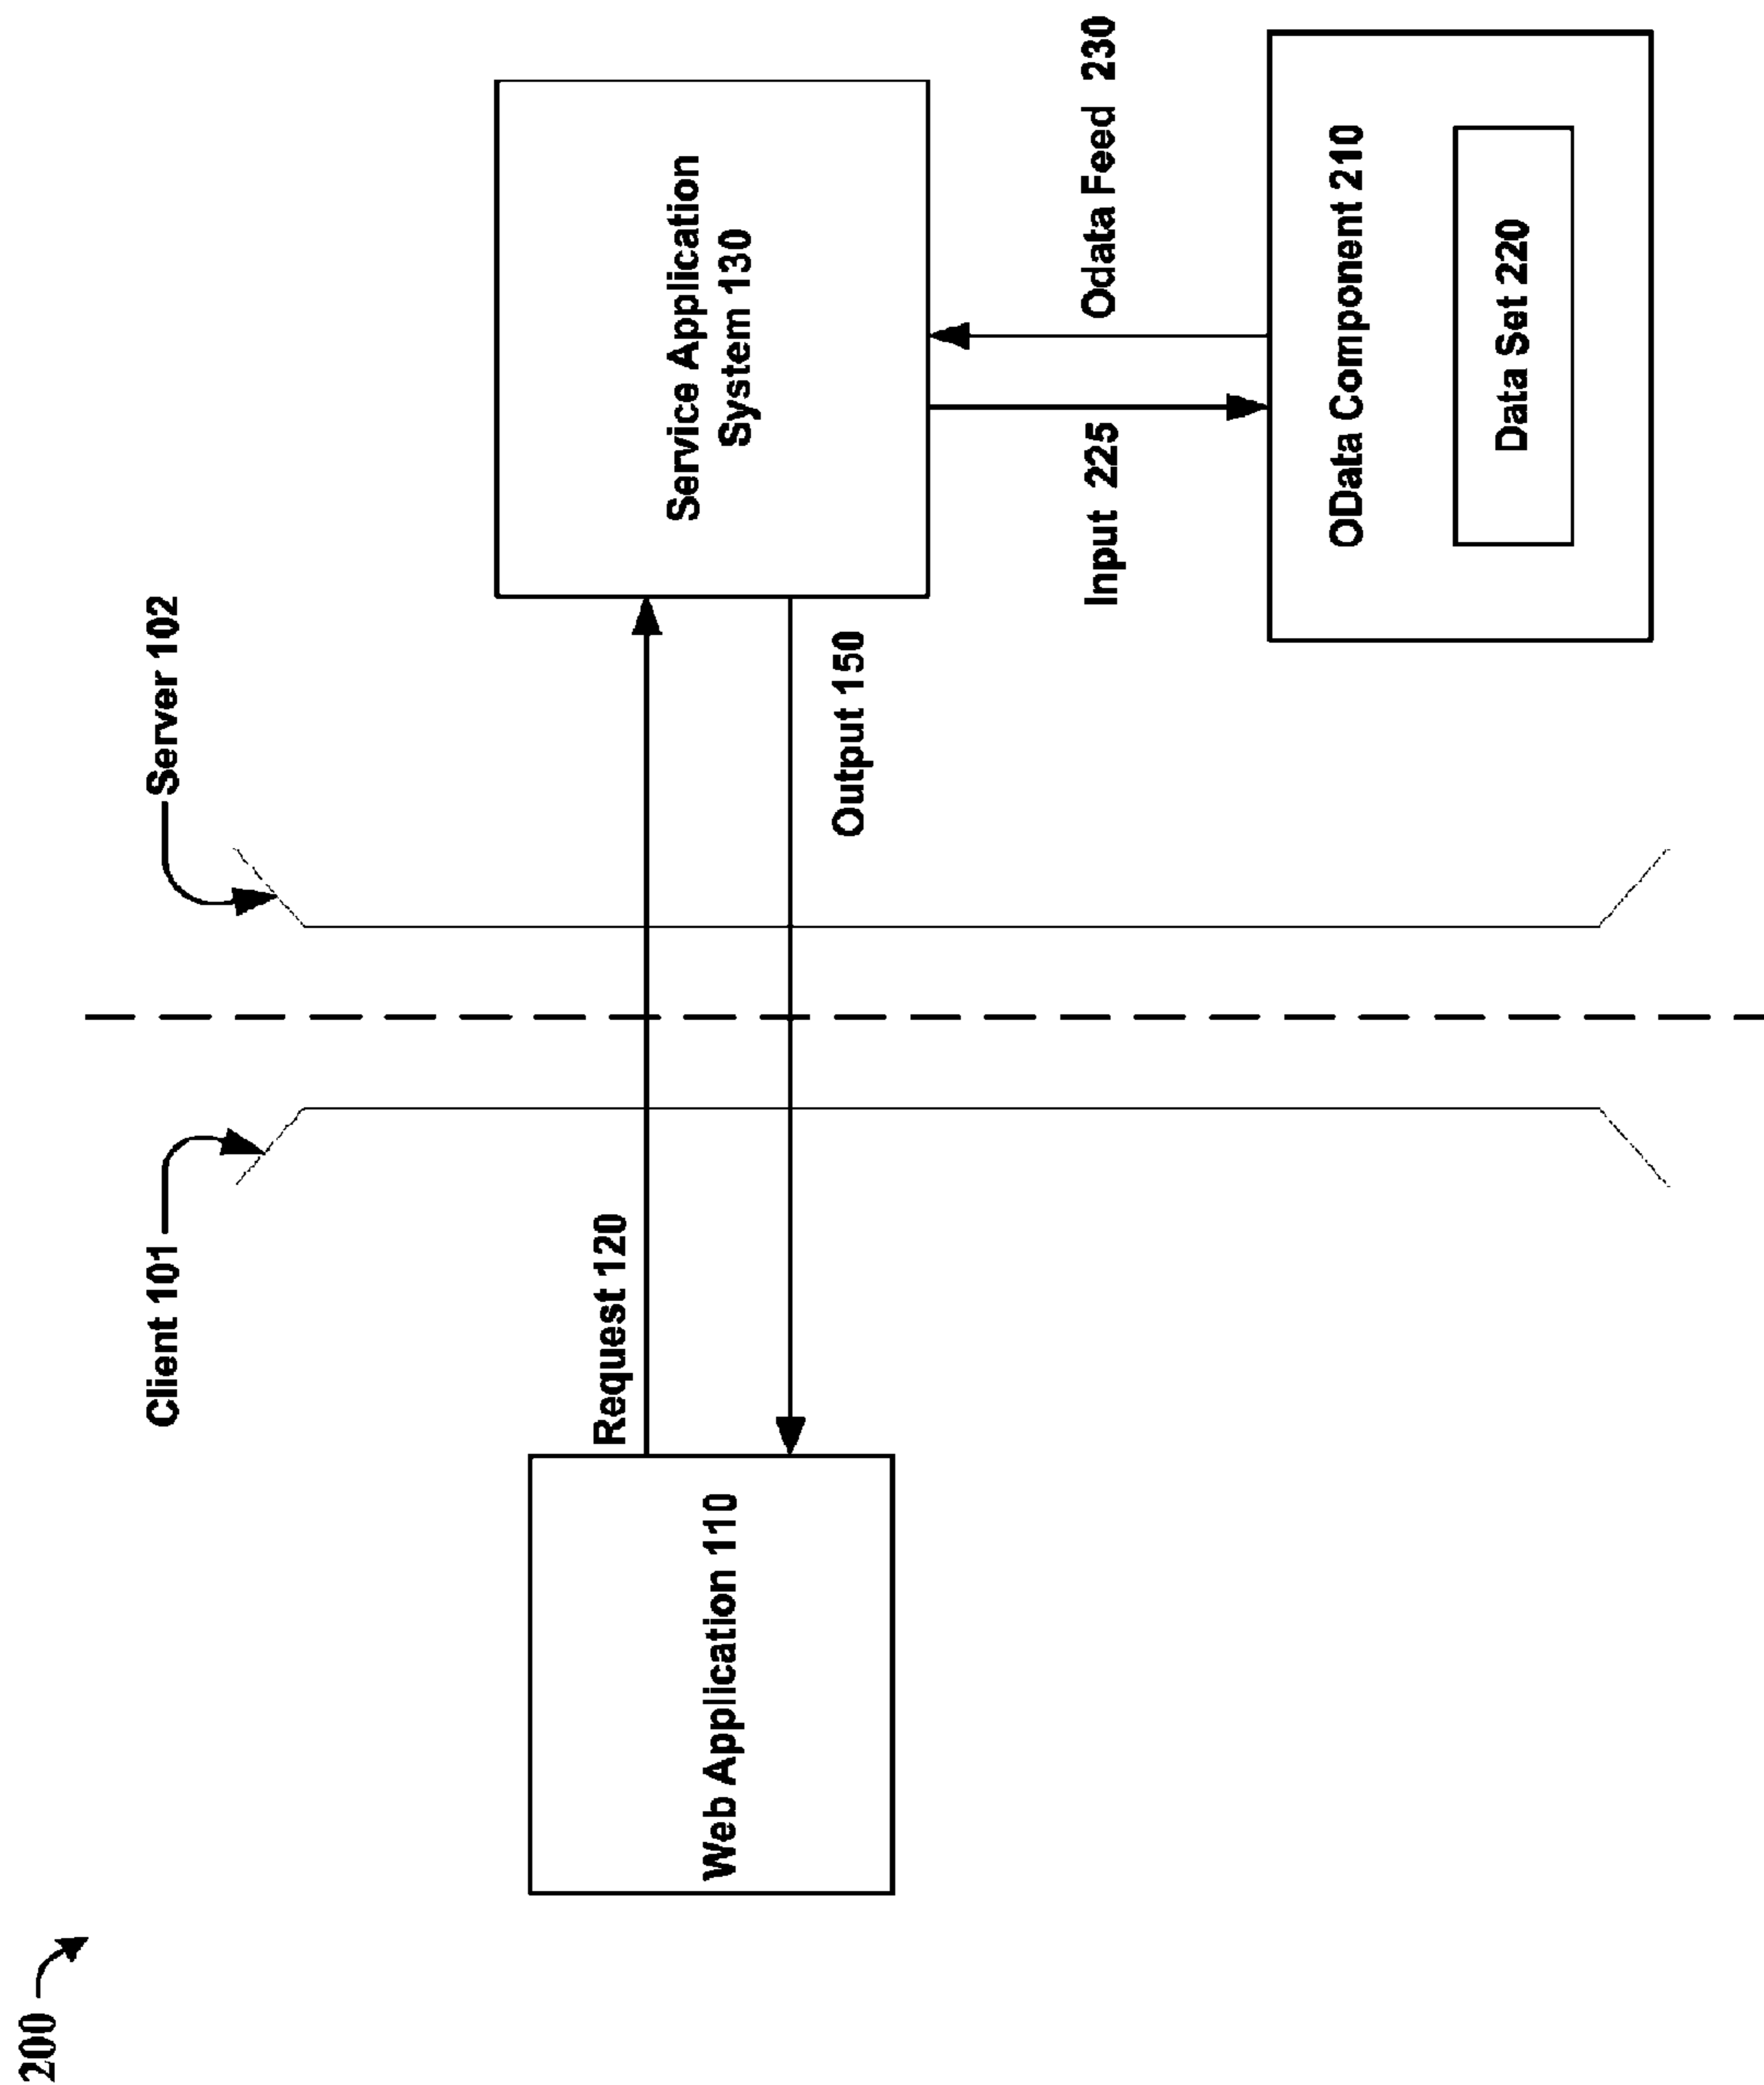 200
Client 101
Server 102
Request 120
Web Application 110
Output 150
Service Application
System 130
Input 225
Odata Feed 230
OData Component 210
Data Set 220